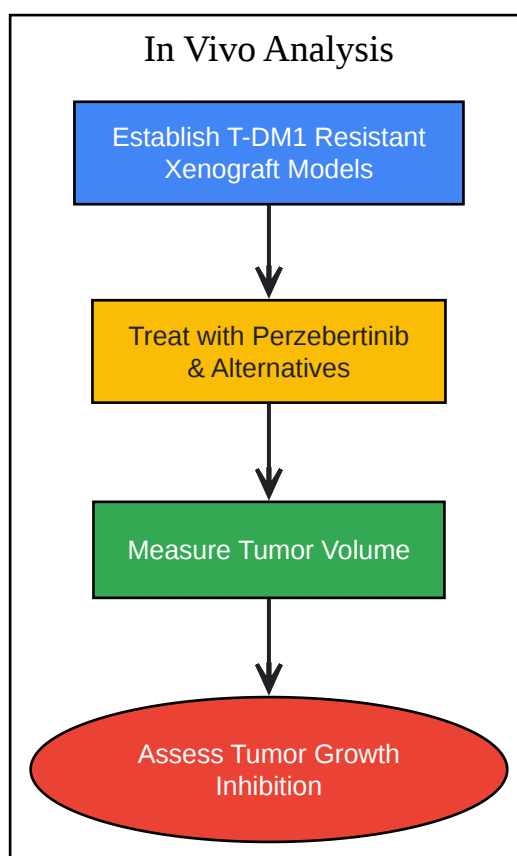 In Vivo Analysis
Establish T-DM1 Resistant
Xenograft Models
Treat with Perzebertinib
& Alternatives
Measure Tumor Volume
Assess Tumor Growth
Inhibition